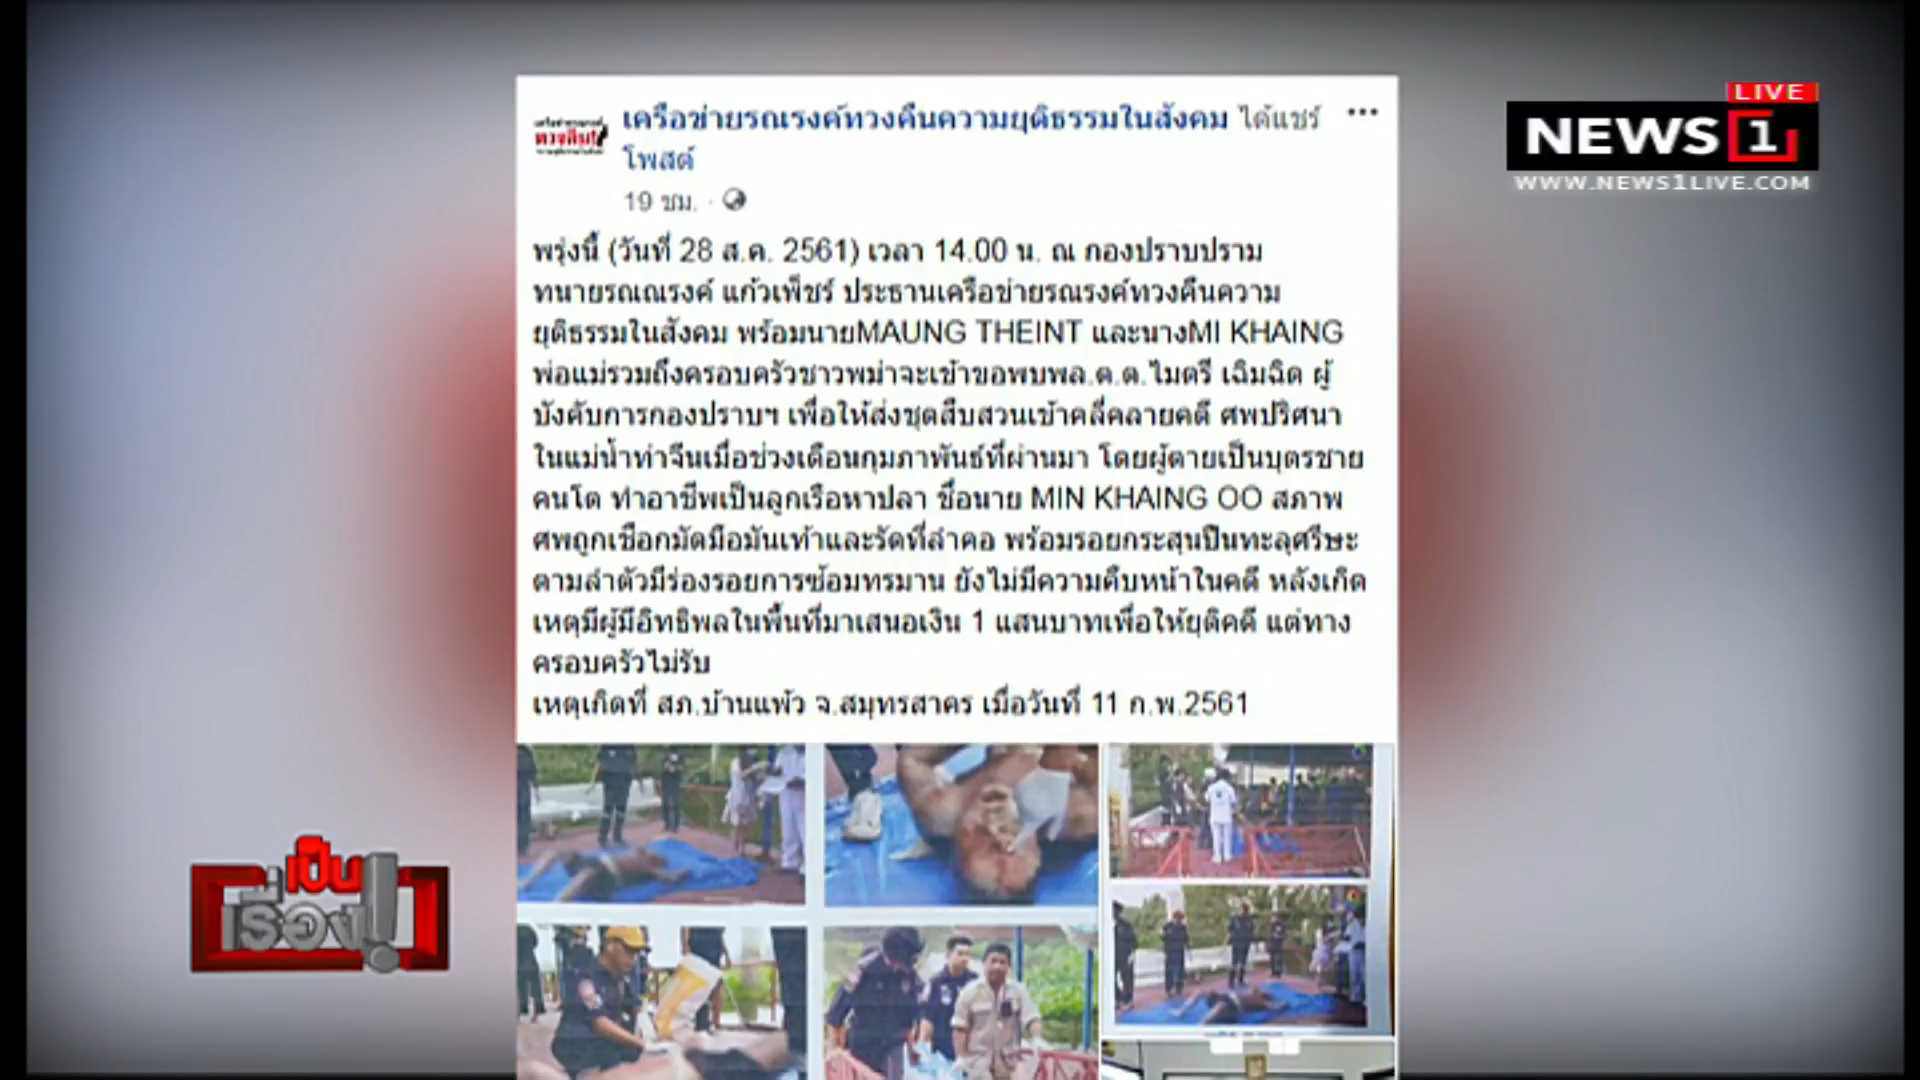 เครือข่ายรณรงค์ทวงคืนความยุติธรรมในสังคม ได้แชร์
โพสต์
19 ชม.
LIVE
NEWS 1
WWW.NEWS1LIVE.COM
พรุ่งนี้ (วันที่ 28 ส.ค. 2561) เวลา 14.00 น. ณ กองปราบปราม
ทนายรณณรงค์ แก้วเพ็ชร์ ประธานเครือข่ายรณรงค์ทวงคืนความ
ยุติธรรมในสังคม พร้อมนายMAUNG THEINT และนางMI KHAING
พ่อแม่รวมถึงครอบครัวชาวพม่าจะเข้าขอพบพล.ต.ต.ไมตรี ฉิมฉิด ผู้
บังคับการกองปราบฯ เพื่อให้ส่งชุดสืบสวนเข้าคลี่คลายคดี ศพปริศนา
ในแม่น้ำท่าจีนเมื่อช่วงเดือนกุมภาพันธ์ที่ผ่านมา โดยผู้ตายเป็นบุตรชาย
คนโต ทำอาชีพเป็นลูกเรือหาปลา ชื่อนาย MIN KHAING OO สภาพ
ศพถูกเชือกมัดมือมันเท้าและรัดที่ลำคอ พร้อมรอยกระสุนปืนทะลุศรีษะ
ตามลำตัวมีร่องรอยการซ้อมทรมาน ยังไม่มีความคืบหน้าในคดี หลังเกิด
เหตุมีผู้มีอิทธิพลในพื้นที่มาเสนอเงิน 1 แสนบาทเพื่อให้ยุติคดี แต่ทาง
ครอบครัวไม่รับ
เหตุเกิดที่ สภ.บ้านแพ้ว จ.สมุทรสาคร เมื่อวันที่ 11 ก.พ.2561
เป็น
เรื่อง!